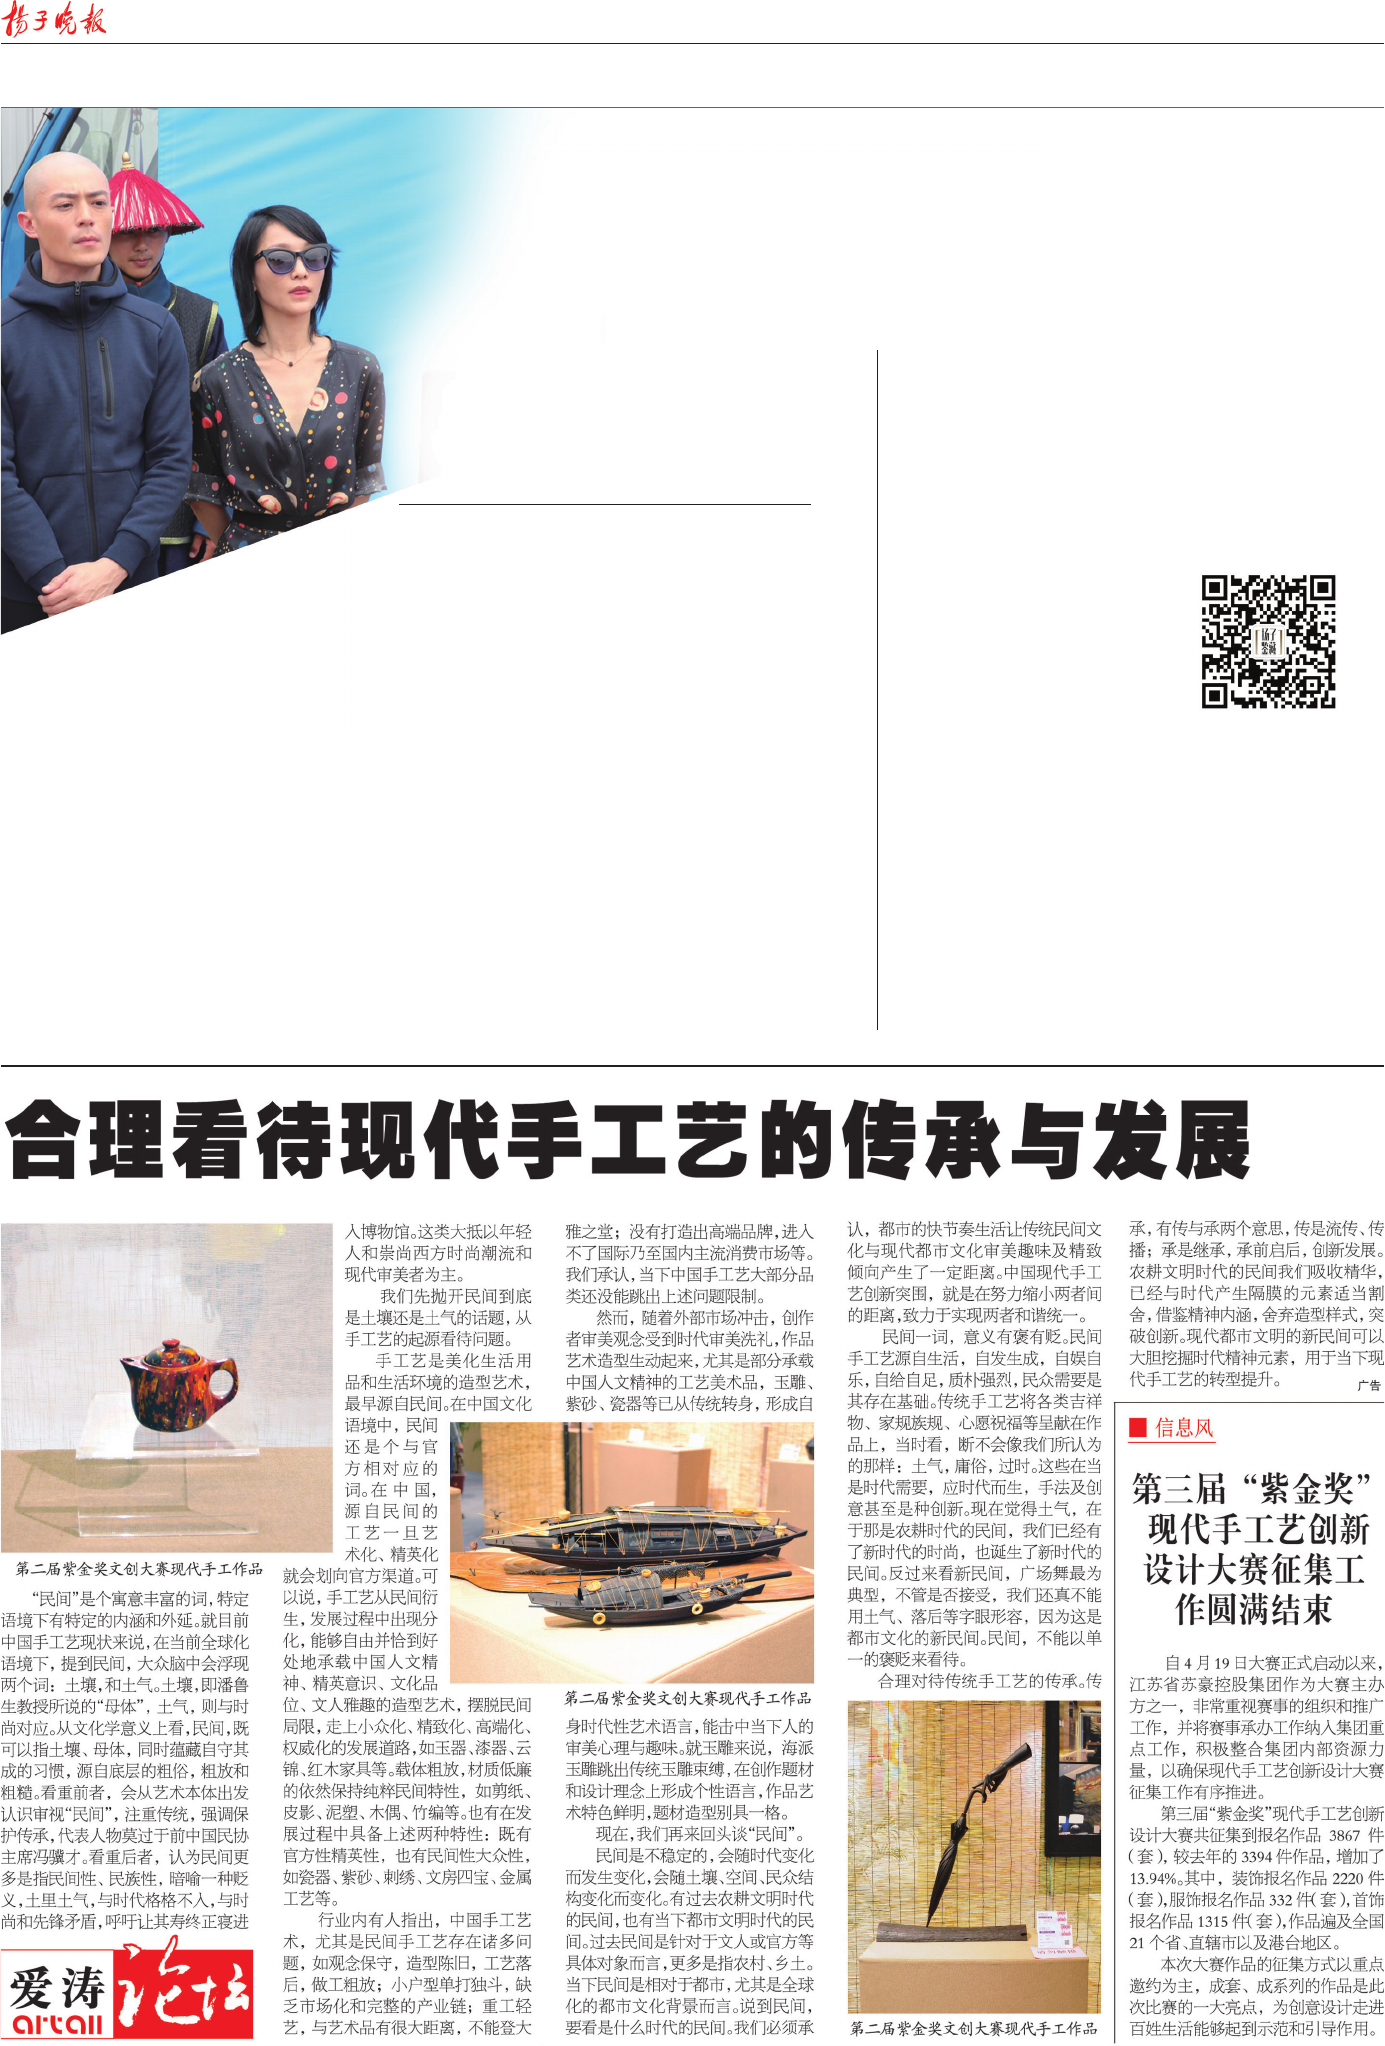 扬子晚报
扬子
紫牛
合理看待现代手工艺的传承与发展
第二届紫金奖文创大赛现代手工作品
“民间”是个寓意丰富的词，特定
语境下有特定的内涵和外延。就目前
中国手工艺现状来说，在当前全球化
语境下，提到民间，大众脑中会浮现
两个词：土壤，和土气。土壤，即潘鲁
生教授所说的“母体”，土气，则与时
尚对应。从文化学意义上看，民间，既
可以指土壤、母体，同时蕴藏自守其
成的习惯，源自底层的粗俗，粗放和
粗糙。看重前者，会从艺术本体出发
认识审视“民间”，注重传统，强调保
护传承，代表人物莫过于前中国民协
主席冯骥才。看重后者，认为民间更
多是指民间性、民族性，暗喻一种贬
义，土里土气，与时代格格不入，与时
尚和先锋矛盾，呼吁让其寿终正寝进
爱涛
artall
论坛
入博物馆。这类大抵以年轻
人和崇尚西方时尚潮流和
现代审美者为主。
我们先抛开民间到底
是土壤还是土气的话题，从
手工艺的起源看待问题。
手工艺是美化生活用
品和生活环境的造型艺术，
最早源自民间。在中国文化
语境中，民间
还是个与官
方相对应的
词。在中国，
源自民间的
工艺一旦艺
术化、精英化
就会划向官方渠道。可
以说，手工艺从民间衍
生，发展过程中出现分
化，能够自由并恰到好
处地承载中国人文精
神、精英意识、文化品
位、文人雅趣的造型艺术，摆脱民间
局限，走上小众化、精致化、高端化、
权威化的发展道路，如玉器、漆器、云
锦、红木家具等。载体粗放，材质低廉
的依然保持纯粹民间特性，如剪纸、
皮影、泥塑、木偶、竹编等。也有在发
展过程中具备上述两种特性：既有
官方性精英性，也有民间性大众性，
如瓷器、紫砂、刺绣、文房四宝、金属
工艺等。
行业内有人指出，中国手工艺
术，尤其是民间手工艺存在诸多问
题，如观念保守，造型陈旧，工艺落
后，做工粗放；小户型单打独斗，缺
乏市场化和完整的产业链；重工轻
艺，与艺术品有很大距离，不能登大
雅之堂；没有打造出高端品牌，进入
不了国际乃至国内主流消费市场等。
我们承认，当下中国手工艺大部分品
类还没能跳出上述问题限制。
然而，随着外部市场冲击，创作
者审美观念受到时代审美洗礼，作品
艺术造型生动起来，尤其是部分承载
中国人文精神的工艺美术品，玉雕、
紫砂、瓷器等已从传统转身，形成自
第二届紫金奖文创大赛现代手工作品
身时代性艺术语言，能击中当下人的
审美心理与趣味。就玉雕来说，海派
玉雕跳出传统玉雕束缚，在创作题材
和设计理念上形成个性语言，作品艺
术特色鲜明，题材造型别具一格。
现在，我们再来回头谈“民间”。
民间是不稳定的，会随时代变化
而发生变化，会随土壤、空间、民众结
构变化而变化。有过去农耕文明时代
的民间，也有当下都市文明时代的民
间。过去民间是针对于文人或官方等
具体对象而言，更多是指农村、乡土。
当下民间是相对于都市，尤其是全球
化的都市文化背景而言。说到民间，
要看是什么时代的民间。我们必须承
认，都市的快节奏生活让传统民间文
化与现代都市文化审美趣味及精致
倾向产生了一定距离。中国现代手工
艺创新突围，就是在努力缩小两者间
的距离，致力于实现两者和谐统一。
民间一词，意义有褒有贬。民间
手工艺源自生活，自发生成，自娱自
乐，自给自足，质朴强烈，民众需要是
其存在基础。传统手工艺将各类吉祥
物、家规族规、心愿祝福等呈献在作
品上，当时看，断不会像我们所认为
的那样：土气，庸俗，过时。这些在当
是时代需要，应时代而生，手法及创
意甚至是种创新。现在觉得土气，在
于那是农耕时代的民间，我们已经有
了新时代的时尚，也诞生了新时代的
民间。反过来看新民间，广场舞最为
典型，不管是否接受，我们还真不能
用土气、落后等字眼形容，因为这是
都市文化的新民间。民间，不能以单
一的褒贬来看待。
合理对待传统手工艺的传承。传
第二届紫金奖文创大赛现代手工作品
承，有传与承两个意思，传是流传、传
播；承是继承，承前启后，创新发展。
农耕文明时代的民间我们吸收精华，
已经与时代产生隔膜的元素适当割
舍，借鉴精神内涵，舍弃造型样式，突
破创新。现代都市文明的新民间可以
大胆挖掘时代精神元素，用于当下现
代手工艺的转型提升。
广告
信息风
第三届“紫金奖”
现代手工艺创新
设计大赛征集工
作圆满结束
自4月19日大赛正式启动以来，
江苏省苏豪控股集团作为大赛主办
方之一，非常重视赛事的组织和推广
工作，并将赛事承办工作纳入集团重
点工作，积极整合集团内部资源力
量，以确保现代手工艺创新设计大赛
征集工作有序推进。
第三届“紫金奖”现代手工艺创新
设计大赛共征集到报名作品 3867 件
（套），较去年的3394件作品，增加了
13.94%。其中，装饰报名作品 2220 件
（套），服饰报名作品332件（套），首饰
报名作品1315件（套），作品遍及全国
21个省、直辖市以及港台地区。
本次大赛作品的征集方式以重点
邀约为主，成套、成系列的作品是此
次比赛的一大亮点，为创意设计走进
百姓生活能够起到示范和引导作用。